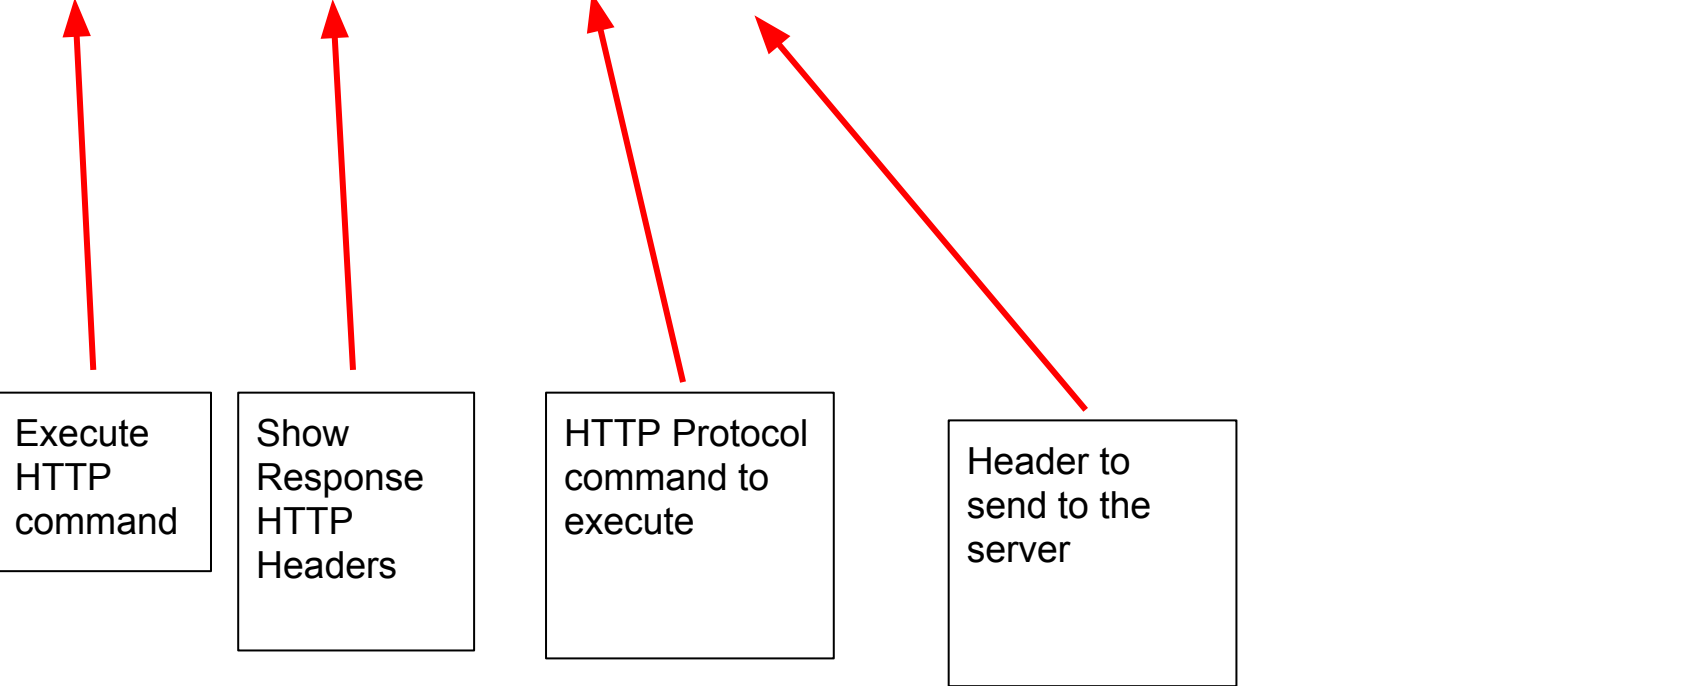 Execute
HTTP
command
Show
Response
HTTP
Headers
HTTP Protocol
command to
execute
Header to
send to the
server